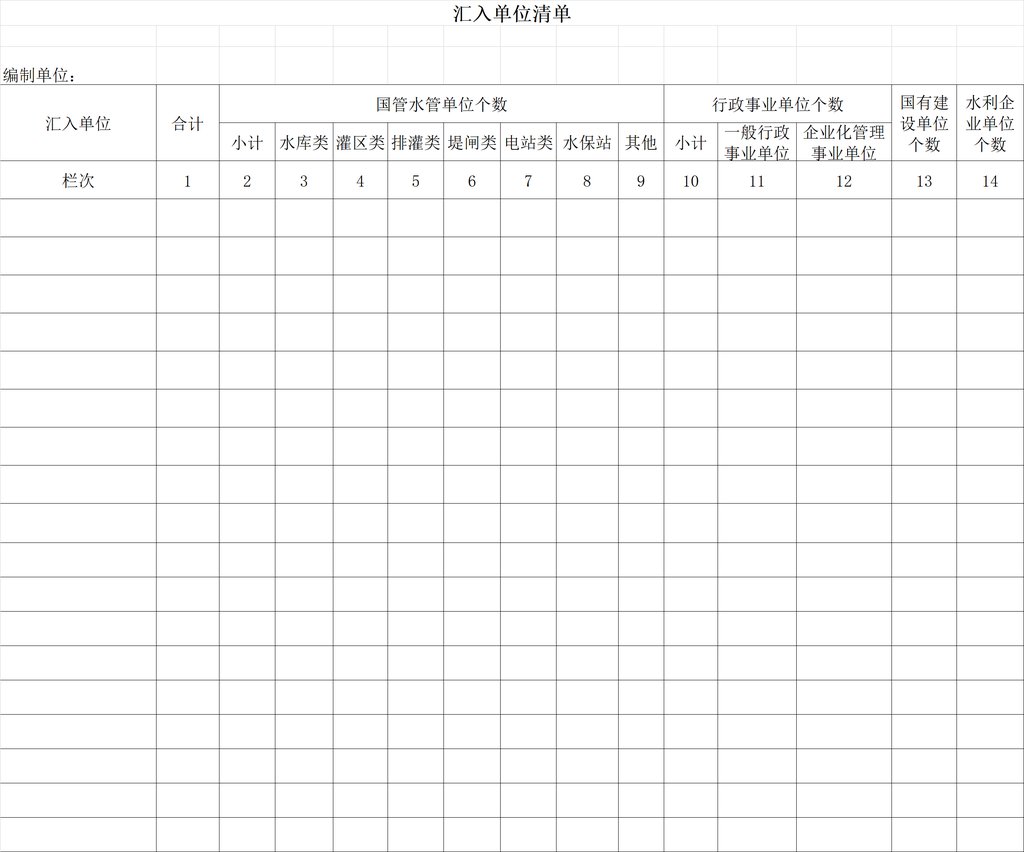 汇入单位清单
编制单位：
汇入单位 合计 国管水管单位个数 行政事业单位个数 国有建设单位个数 水利企业单位个数
小计 水库类 灌区类 排灌类 堤闸类 电站类 水保站 其他 小计 一般行政事业单位 企业化管理事业单位
栏次 1 2 3 4 5 6 7 8 9 10 11 12 13 14